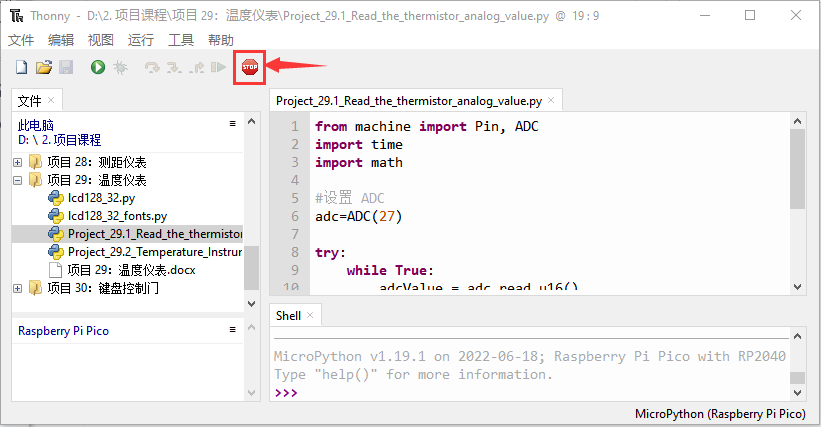 Thonny - D:\2. 项目课程\项目 29：温度仪表\Project_29.1_Read_the_thermistor_analog_value.py @ 19 : 9
文件 编辑 视图 运行 工具 帮助
STOP
文件
此电脑
D: \ 2. 项目课程
项目 28：测距仪表
项目 29：温度仪表
lcd128_32.py
lcd128_32_fonts.py
Project_29.1_Read_the_thermistor
Project_29.2_Temperature_Instrur
项目 29：温度仪表.docx
项目 30：键盘控制门
Raspberry Pi Pico
Project_29.1_Read_the_thermistor_analog_value.py
1 from machine import Pin, ADC
2 import time
3 import math
4
5 #设置 ADC
6 adc=ADC(27)
7
8 try:
9 while True:
10 adcValue = adc.read_u16()
Shell
MicroPython v1.19.1 on 2022-06-18; Raspberry Pi Pico with RP2040
Type "help()" for more information.
>>>
MicroPython (Raspberry Pi Pico)